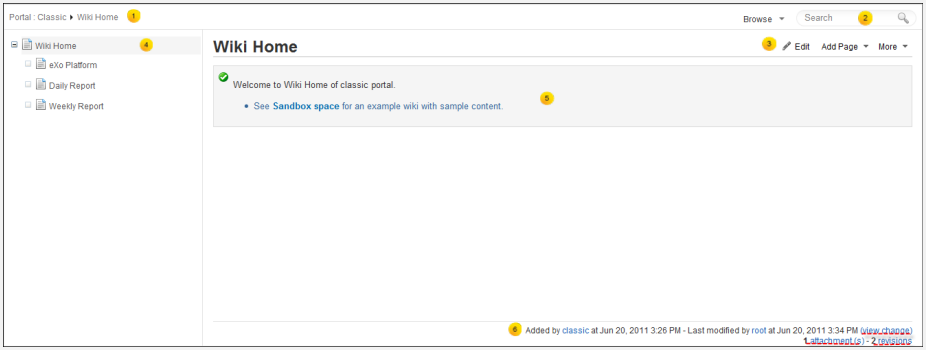 Portal : Classic ▸ Wiki Home 1
Browse Search 2
Wiki Home 4
eXo Platform
Daily Report
Weekly Report
Wiki Home
3 Edit Add Page More
Welcome to Wiki Home of classic portal.
• See Sandbox space for an example wiki with sample content. 5
6 Added by classic at Jun 20, 2011 3:26 PM - Last modified by root at Jun 20, 2011 3:34 PM (view change)
1 attachment (s) - 2 revisions